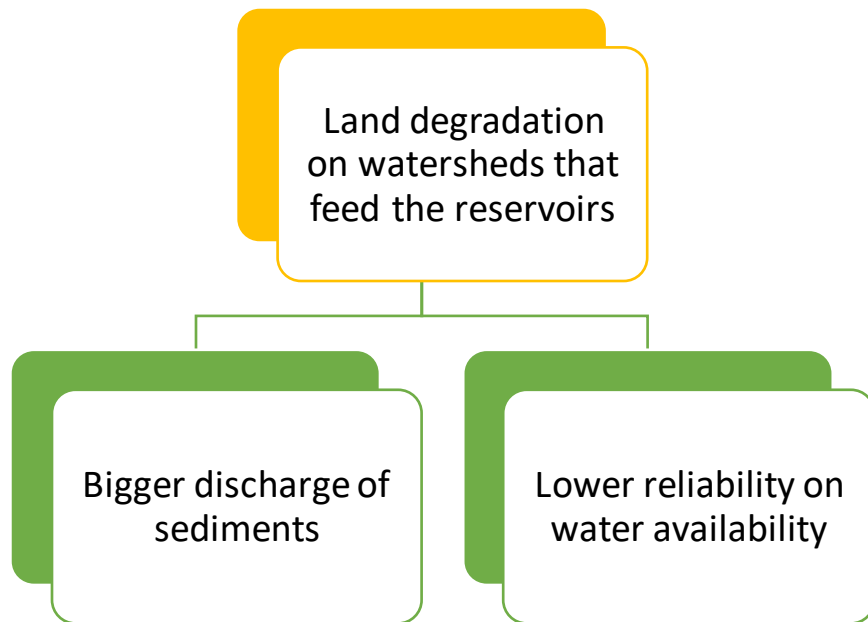 Land degradation
on watersheds that
feed the reservoirs
Bigger discharge of
sediments
Lower reliability on
water availability